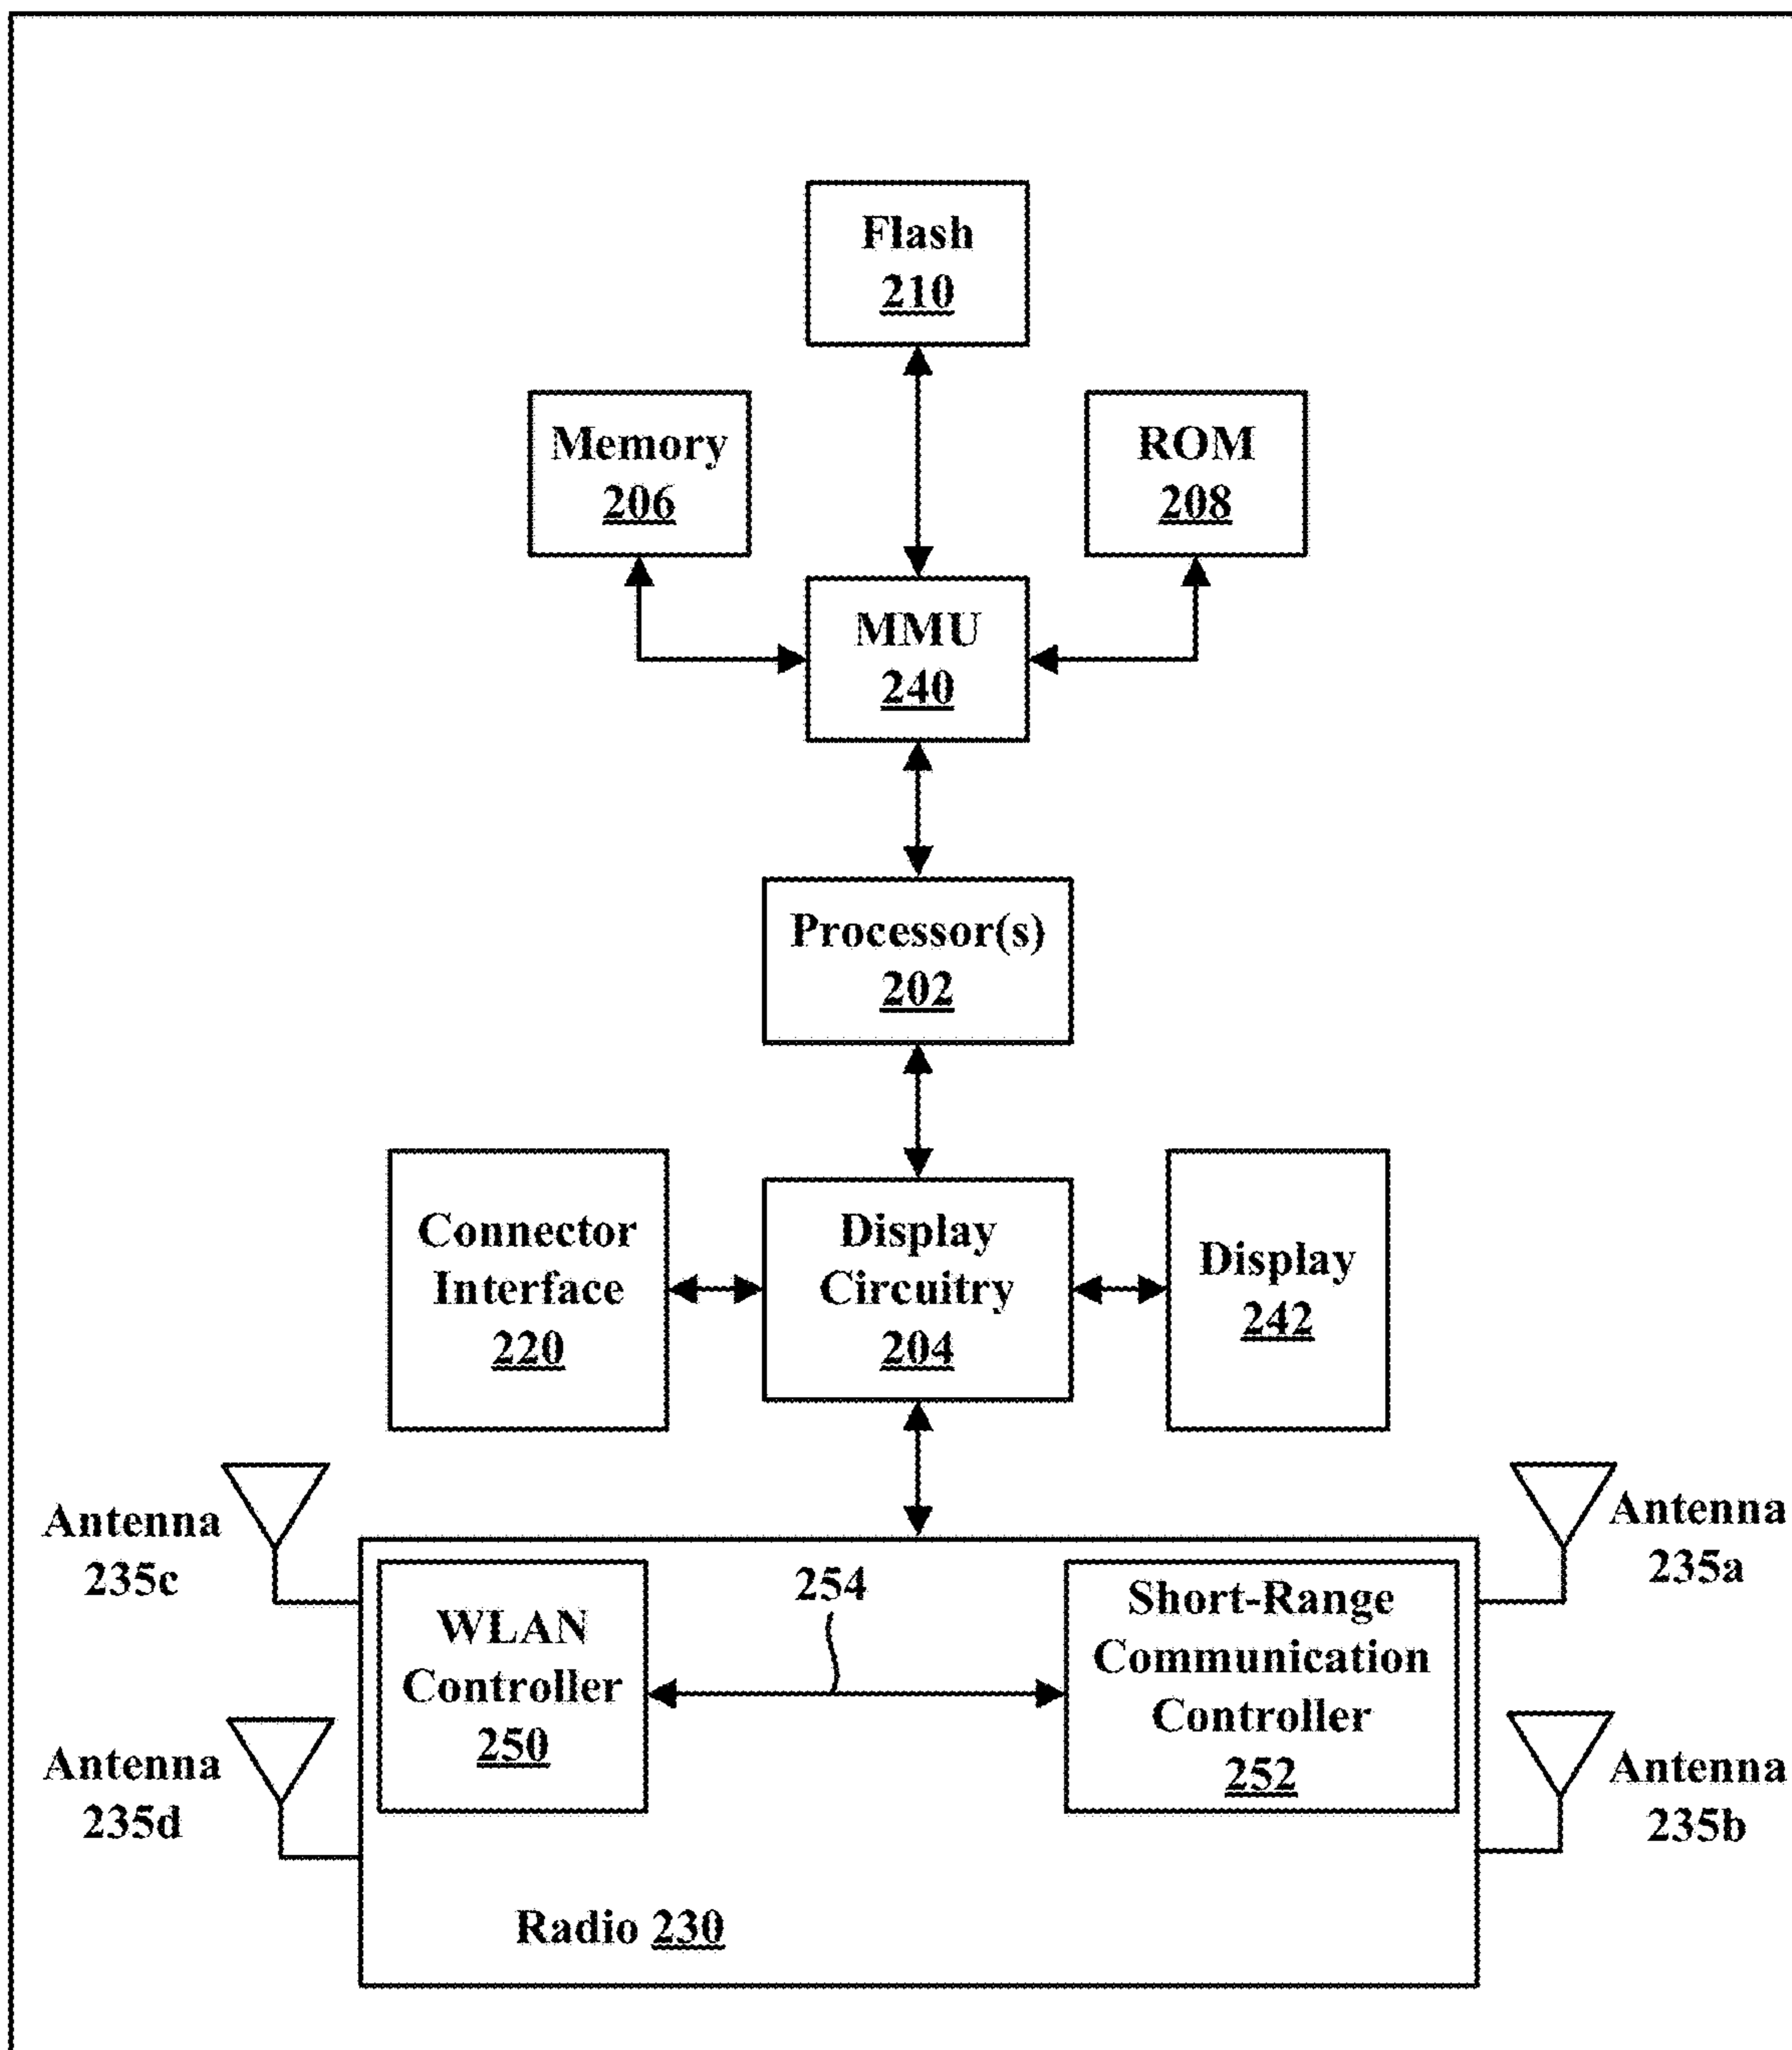 Flash
210
Memory
206
ROM
208
MMU
240
Processor(s)
202
Connector
Interface
220
Display
Circuitry
204
Display
242
Antenna
235c
Antenna
235a
WLAN
Controller
250
254
Short-Range
Communication
Controller
252
Antenna
235d
Antenna
235b
Radio 230